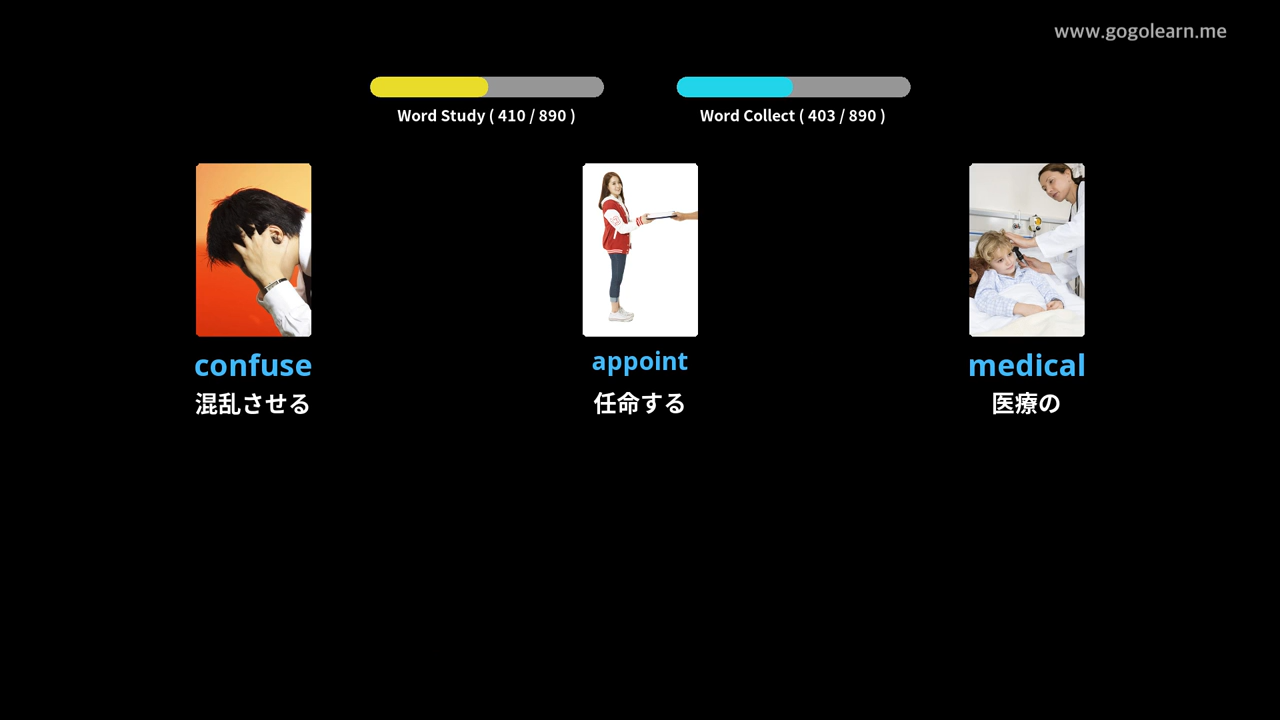 www.gogolearn.me
Word Study ( 410 / 890 )
Word Collect ( 403 / 890 )
confuse
混乱させる
appoint
任命する
medical
医療の